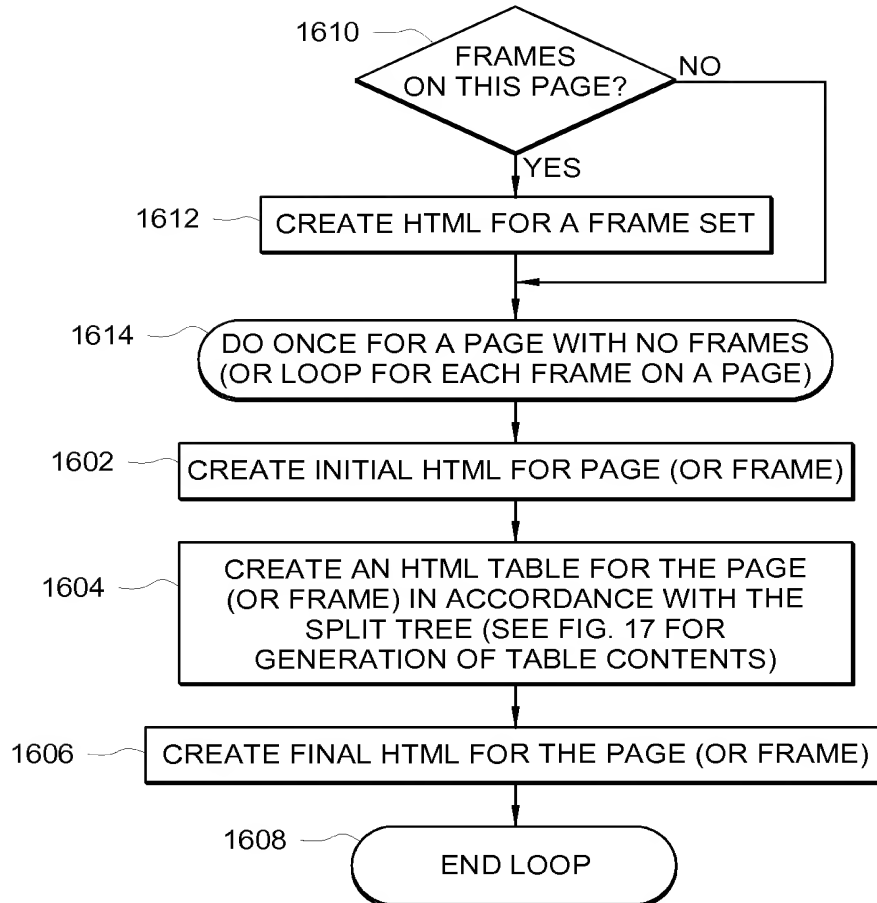 1610
FRAMES
ON THIS PAGE?
NO
YES
1612
CREATE HTML FOR A FRAME SET
1614
DO ONCE FOR A PAGE WITH NO FRAMES
(OR LOOP FOR EACH FRAME ON A PAGE)
1602
CREATE INITIAL HTML FOR PAGE (OR FRAME)
1604
CREATE AN HTML TABLE FOR THE PAGE
(OR FRAME) IN ACCORDANCE WITH THE
SPLIT TREE (SEE FIG. 17 FOR
GENERATION OF TABLE CONTENTS)
1606
CREATE FINAL HTML FOR THE PAGE (OR FRAME)
1608
END LOOP